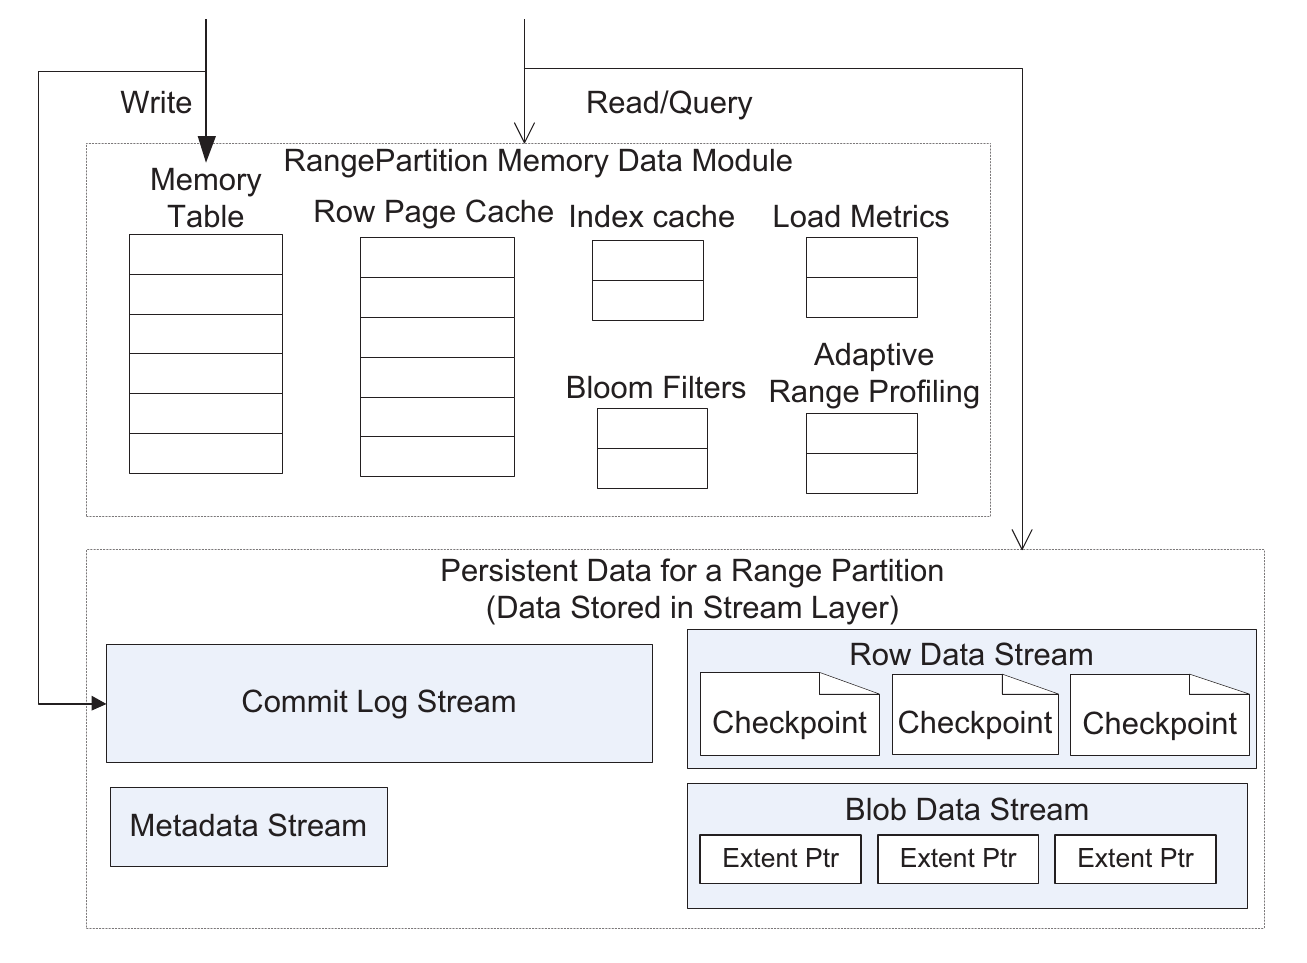 Write
Read/Query
RangePartition Memory Data Module
Memory
Table
Row Page Cache
Index cache
Load Metrics
Bloom Filters
Adaptive
Range Profiling
Persistent Data for a Range Partition
(Data Stored in Stream Layer)
Commit Log Stream
Row Data Stream
Checkpoint
Checkpoint
Checkpoint
Metadata Stream
Blob Data Stream
Extent Ptr
Extent Ptr
Extent Ptr